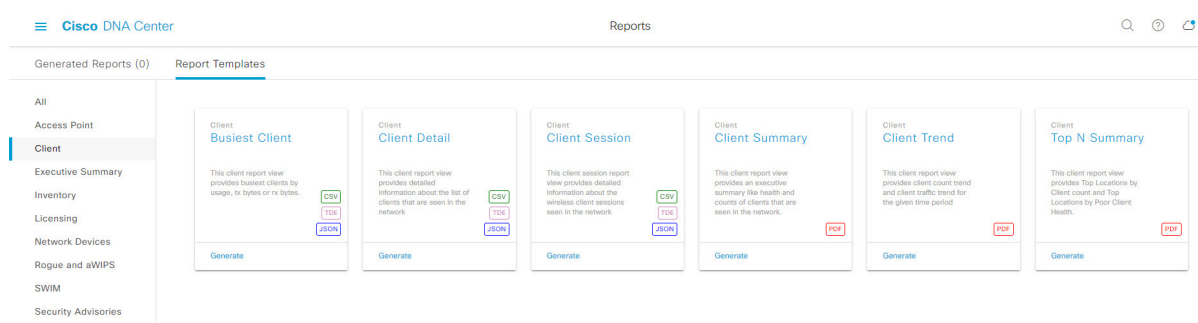 Cisco DNA Center
Reports
Generated Reports (0)
Report Templates
All
Access Point
Client
Executive Summary
Inventory
Licensing
Network Devices
Rogue and aWIPS
SWIM
Security Advisories
Client
Busiest Client
This client report view
provides busiest clients by
usage, tx bytes or rx bytes.
CSV
TDE
JSON
Generate
Client
Client Detail
This client report view
provides detailed
information about the list of
clients that are seen in the
network
CSV
TDE
JSON
Generate
Client
Client Session
This client session report
view provides detailed
information about the
wireless client sessions
seen in the network
CSV
TDE
JSON
Generate
Client
Client Summary
This client report view
provides an executive
summary like health and
counts of clients that are
seen in the network.
PDF
Generate
Client
Client Trend
This client report view
provides client count trend
and client traffic trend for
the given time period
PDF
Generate
Client
Top N Summary
This client report view
provides Top Locations by
Client count and Top
Locations by Poor Client
Health.
PDF
Generate